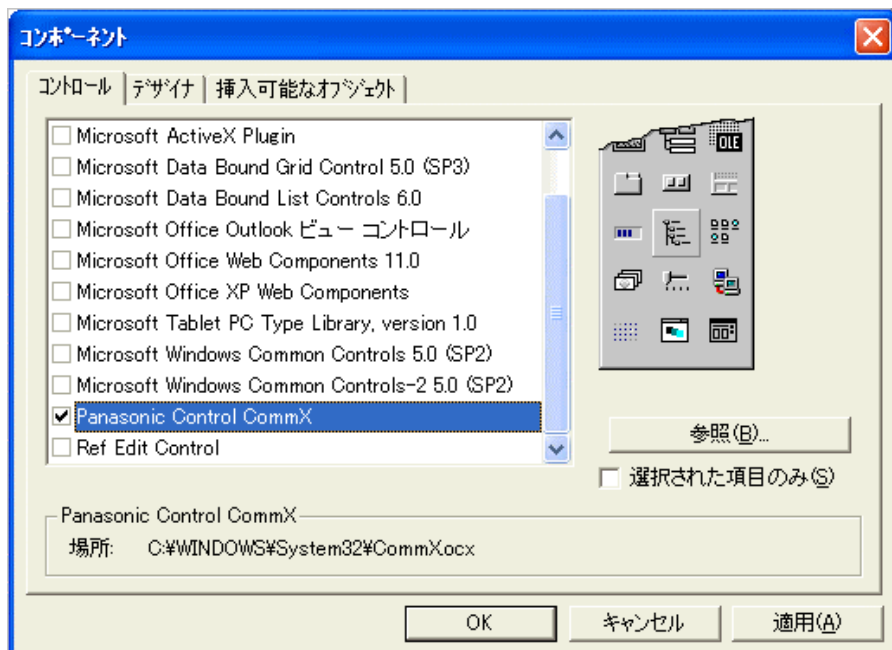 コンポーネント
コントロール デザイナ 挿入可能なオブジェクト
Microsoft ActiveX Plugin
Microsoft Data Bound Grid Control 5.0 (SP3)
Microsoft Data Bound List Controls 6.0
Microsoft Office Outlook ビュー コントロール
Microsoft Office Web Components 11.0
Microsoft Office XP Web Components
Microsoft Tablet PC Type Library, version 1.0
Microsoft Windows Common Controls 5.0 (SP2)
Microsoft Windows Common Controls-2 5.0 (SP2)
Panasonic Control CommX
Ref Edit Control
OLE
参照(B)...
選択された項目のみ(S)
Panasonic Control CommX
場所: C:¥WINDOWS¥System32¥CommX.ocx
OK キャンセル 適用(A)